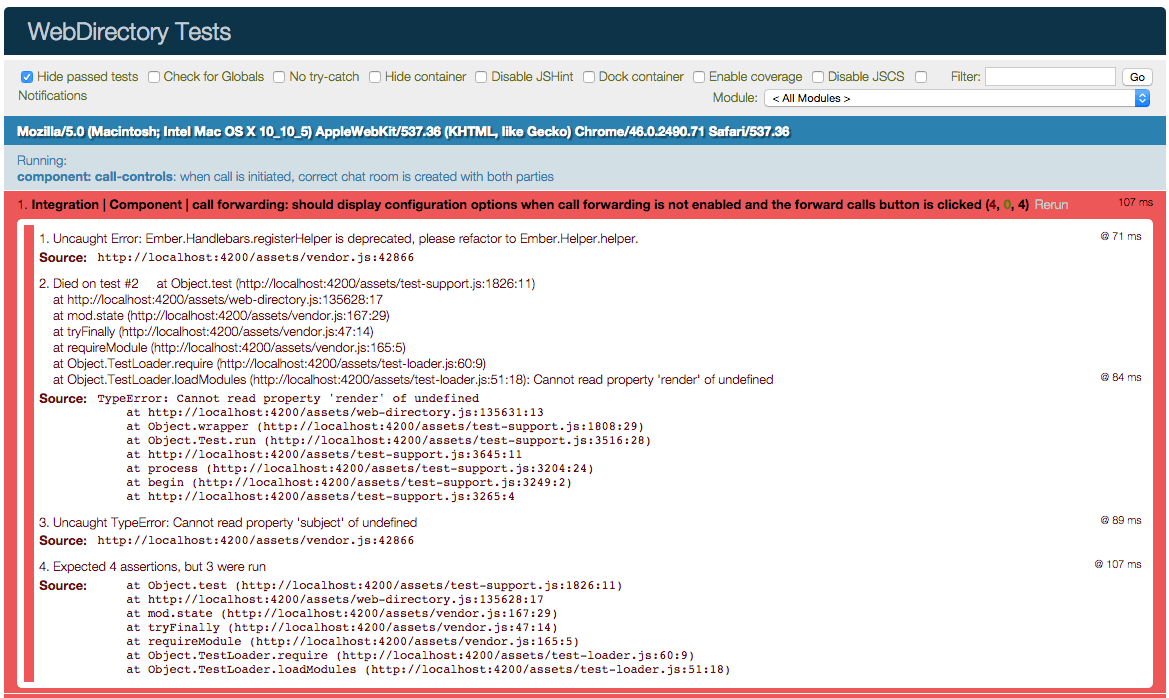 WebDirectory Tests
Hide passed tests Check for Globals No try-catch Hide container Disable JSHint Dock container Enable coverage Disable JSCS Filter: Go
Notifications Module: < All Modules >
Mozilla/5.0 (Macintosh; Intel Mac OS X 10_10_5) AppleWebKit/537.36 (KHTML, like Gecko) Chrome/46.0.2490.71 Safari/537.36
Running:
component: call-controls: when call is initiated, correct chat room is created with both parties
1. Integration | Component | call forwarding: should display configuration options when call forwarding is not enabled and the forward calls button is clicked (4, 0, 4) Rerun 107 ms
1. Uncaught Error: Ember.Handlebars.registerHelper is deprecated, please refactor to Ember.Helper.helper. @ 71 ms
Source: http://localhost:4200/assets/vendor.js:42866
2. Died on test #2 at Object.test (http://localhost:4200/assets/test-support.js:1826:11)
at http://localhost:4200/assets/web-directory.js:135628:17
at mod.state (http://localhost:4200/assets/vendor.js:167:29)
at tryFinally (http://localhost:4200/assets/vendor.js:47:14)
at requireModule (http://localhost:4200/assets/vendor.js:165:5)
at Object.TestLoader.require (http://localhost:4200/assets/test-loader.js:60:9)
at Object.TestLoader.loadModules (http://localhost:4200/assets/test-loader.js:51:18): Cannot read property 'render' of undefined @ 84 ms
Source: TypeError: Cannot read property 'render' of undefined
at http://localhost:4200/assets/web-directory.js:135631:13
at Object.wrapper (http://localhost:4200/assets/test-support.js:1808:29)
at Object.Test.run (http://localhost:4200/assets/test-support.js:3516:28)
at http://localhost:4200/assets/test-support.js:3645:11
at process (http://localhost:4200/assets/test-support.js:3204:24)
at begin (http://localhost:4200/assets/test-support.js:3249:2)
at http://localhost:4200/assets/test-support.js:3265:4
3. Uncaught TypeError: Cannot read property 'subject' of undefined @ 89 ms
Source: http://localhost:4200/assets/vendor.js:42866
4. Expected 4 assertions, but 3 were run @ 107 ms
Source: at Object.test (http://localhost:4200/assets/test-support.js:1826:11)
at http://localhost:4200/assets/web-directory.js:135628:17
at mod.state (http://localhost:4200/assets/vendor.js:167:29)
at tryFinally (http://localhost:4200/assets/vendor.js:47:14)
at requireModule (http://localhost:4200/assets/vendor.js:165:5)
at Object.TestLoader.require (http://localhost:4200/assets/test-loader.js:60:9)
at Object.TestLoader.loadModules (http://localhost:4200/assets/test-loader.js:51:18)